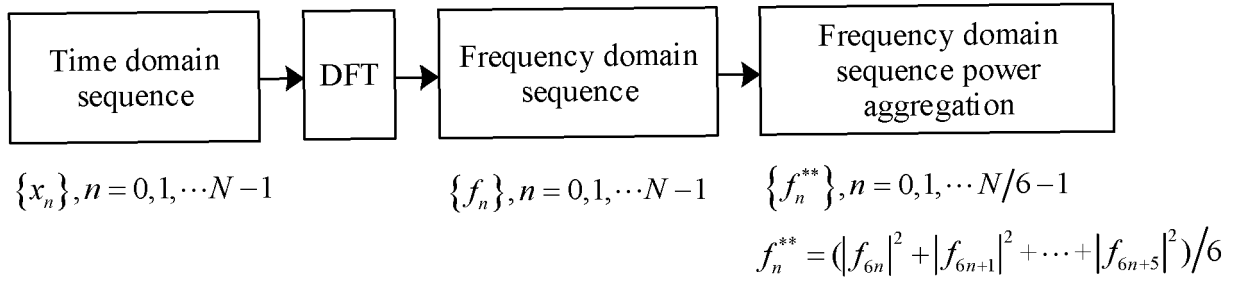 Time domain
sequence
DFT
Frequency domain
sequence
Frequency domain
sequence power
aggregation
{x_n}, n = 0,1,⋯N−1
{f_n}, n = 0,1,⋯N−1
{f_n^{**}}, n = 0,1,⋯N/6−1
f_n^{**} = (|f_{6n}|^2 + |f_{6n+1}|^2 + ⋯ + |f_{6n+5}|^2)/6